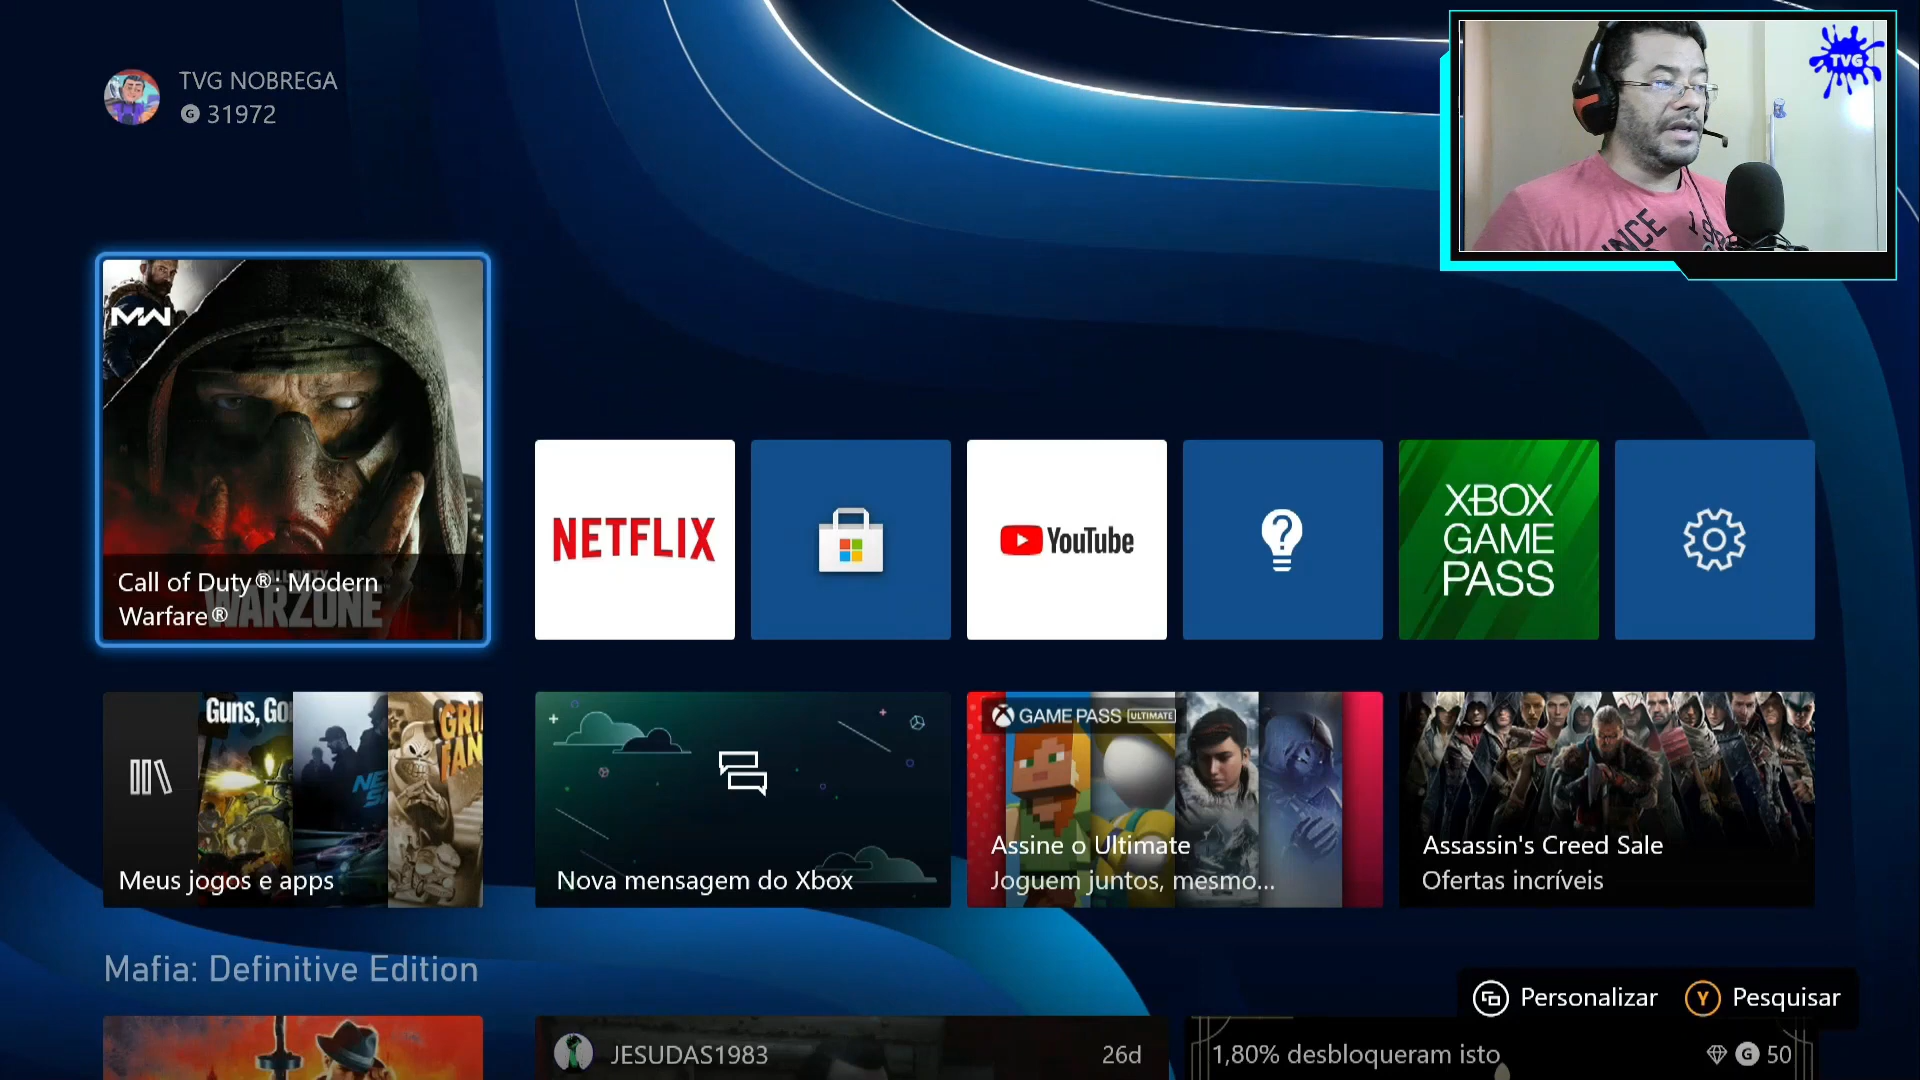 TVG NOBREGA
G 31972
TVG
MW
Call of Duty®: Modern
Warfare®
WARZONE
NETFLIX
YouTube
XBOX
GAME
PASS
Guns, Go
GRI
FAN
Meus jogos e apps
Nova mensagem do Xbox
GAME PASS ULTIMATE
Assine o Ultimate
Joguem juntos, mesmo...
Assassin's Creed Sale
Ofertas incríveis
Mafia: Definitive Edition
Personalizar
Y Pesquisar
JESUDAS1983
26d
1,80% desbloqueram isto
G 50